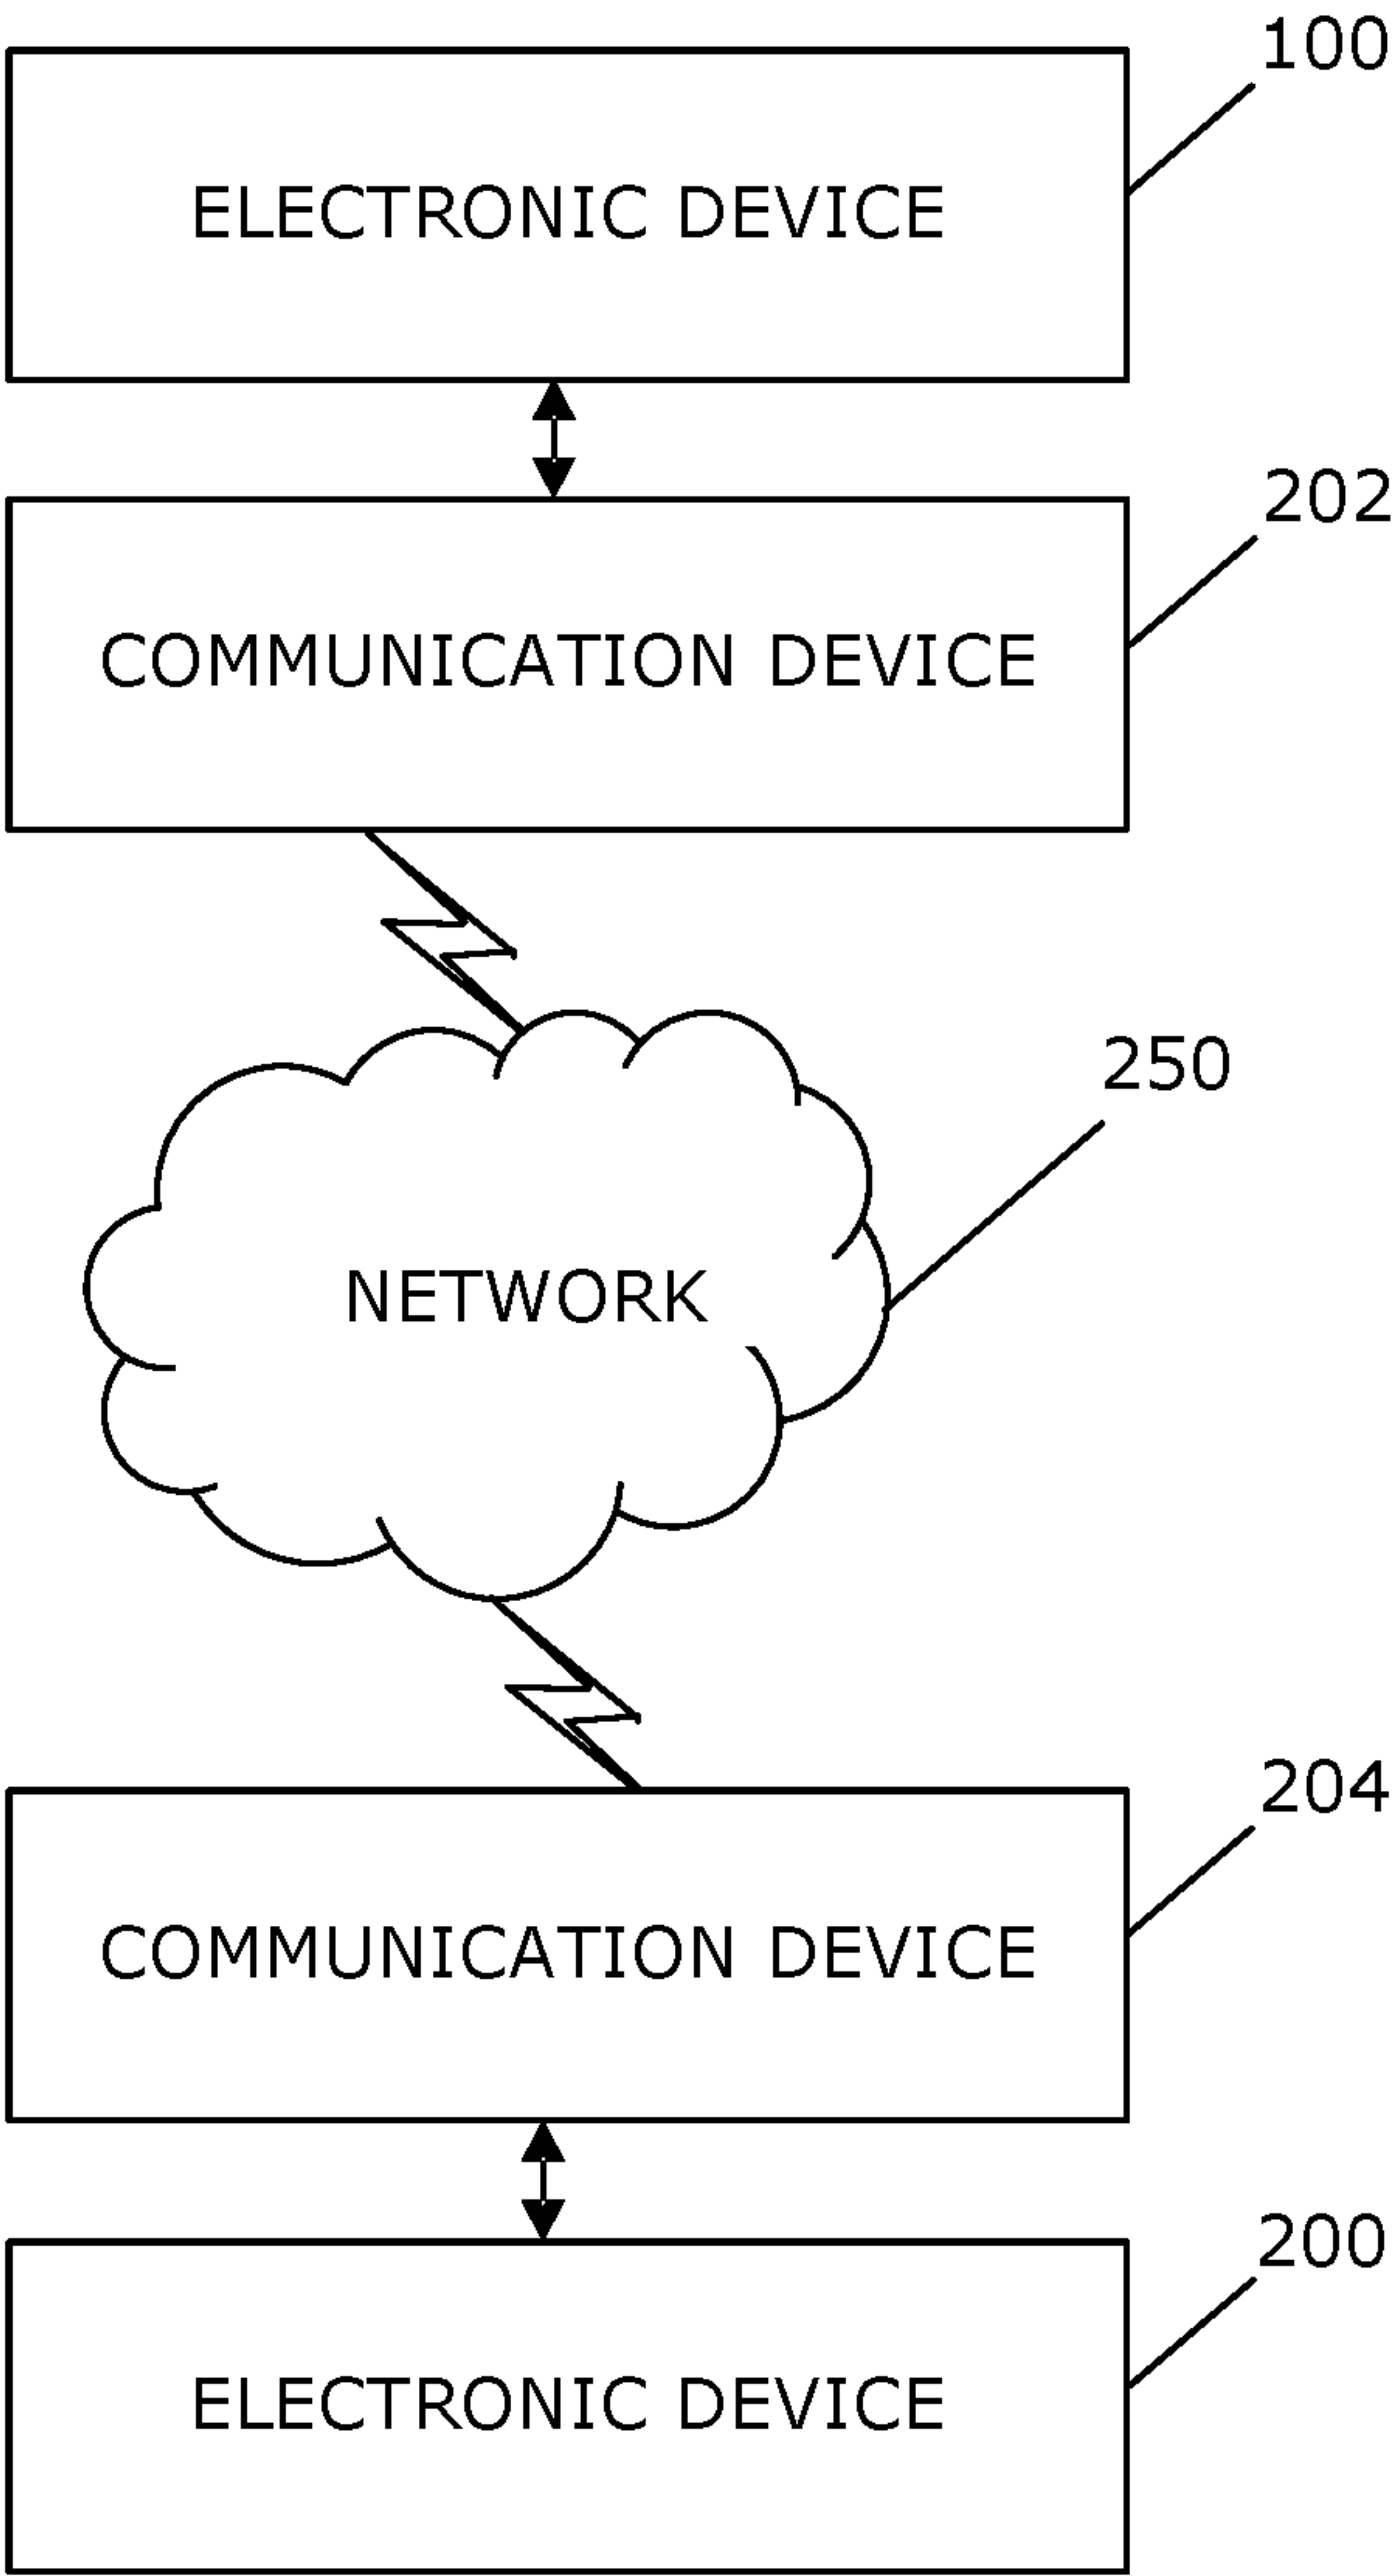 100
ELECTRONIC DEVICE
202
COMMUNICATION DEVICE
250
NETWORK
204
COMMUNICATION DEVICE
200
ELECTRONIC DEVICE